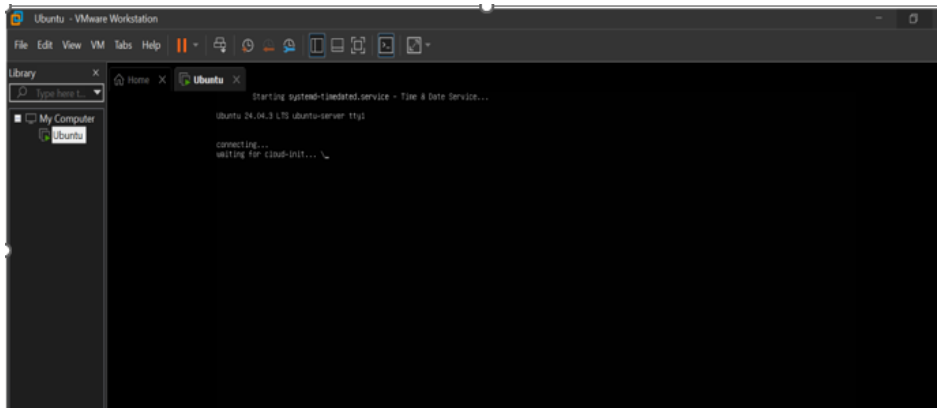 Ubuntu - VMware Workstation
File Edit View VM Tabs Help
Library
Home
Ubuntu
Type here t...
My Computer
Ubuntu
Starting systemd-timedated.service - Time & Date Service...
Ubuntu 24.04.3 LTS ubuntu-server tty1
connecting...
waiting for cloud-init... \_